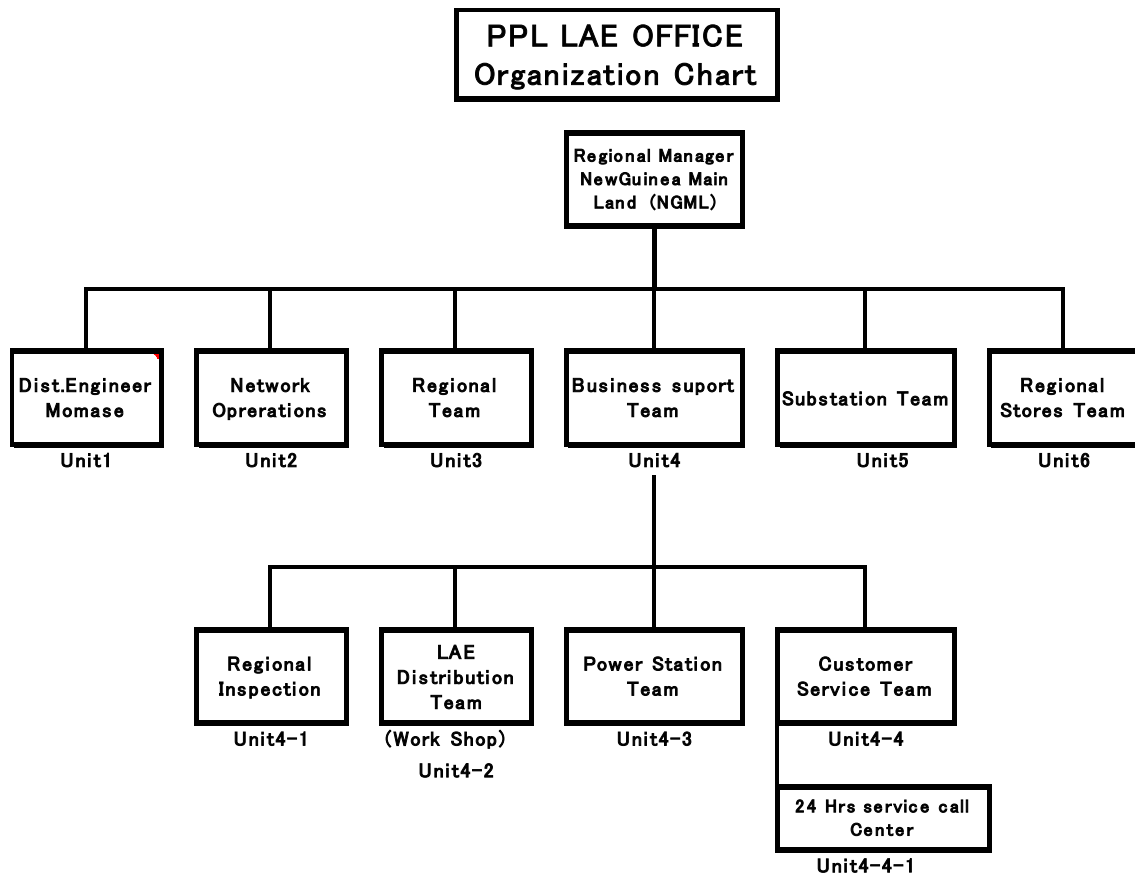 PPL LAE OFFICE
Organization Chart
Regional Manager
NewGuinea Main
Land (NGML)
Dist.Engineer
Momase
Unit1
Network
Oprerations
Unit2
Regional
Team
Unit3
Business suport
Team
Unit4
Substation Team
Unit5
Regional
Stores Team
Unit6
Regional
Inspection
Unit4-1
LAE
Distribution
Team
(Work Shop)
Unit4-2
Power Station
Team
Unit4-3
Customer
Service Team
Unit4-4
24 Hrs service call
Center
Unit4-4-1